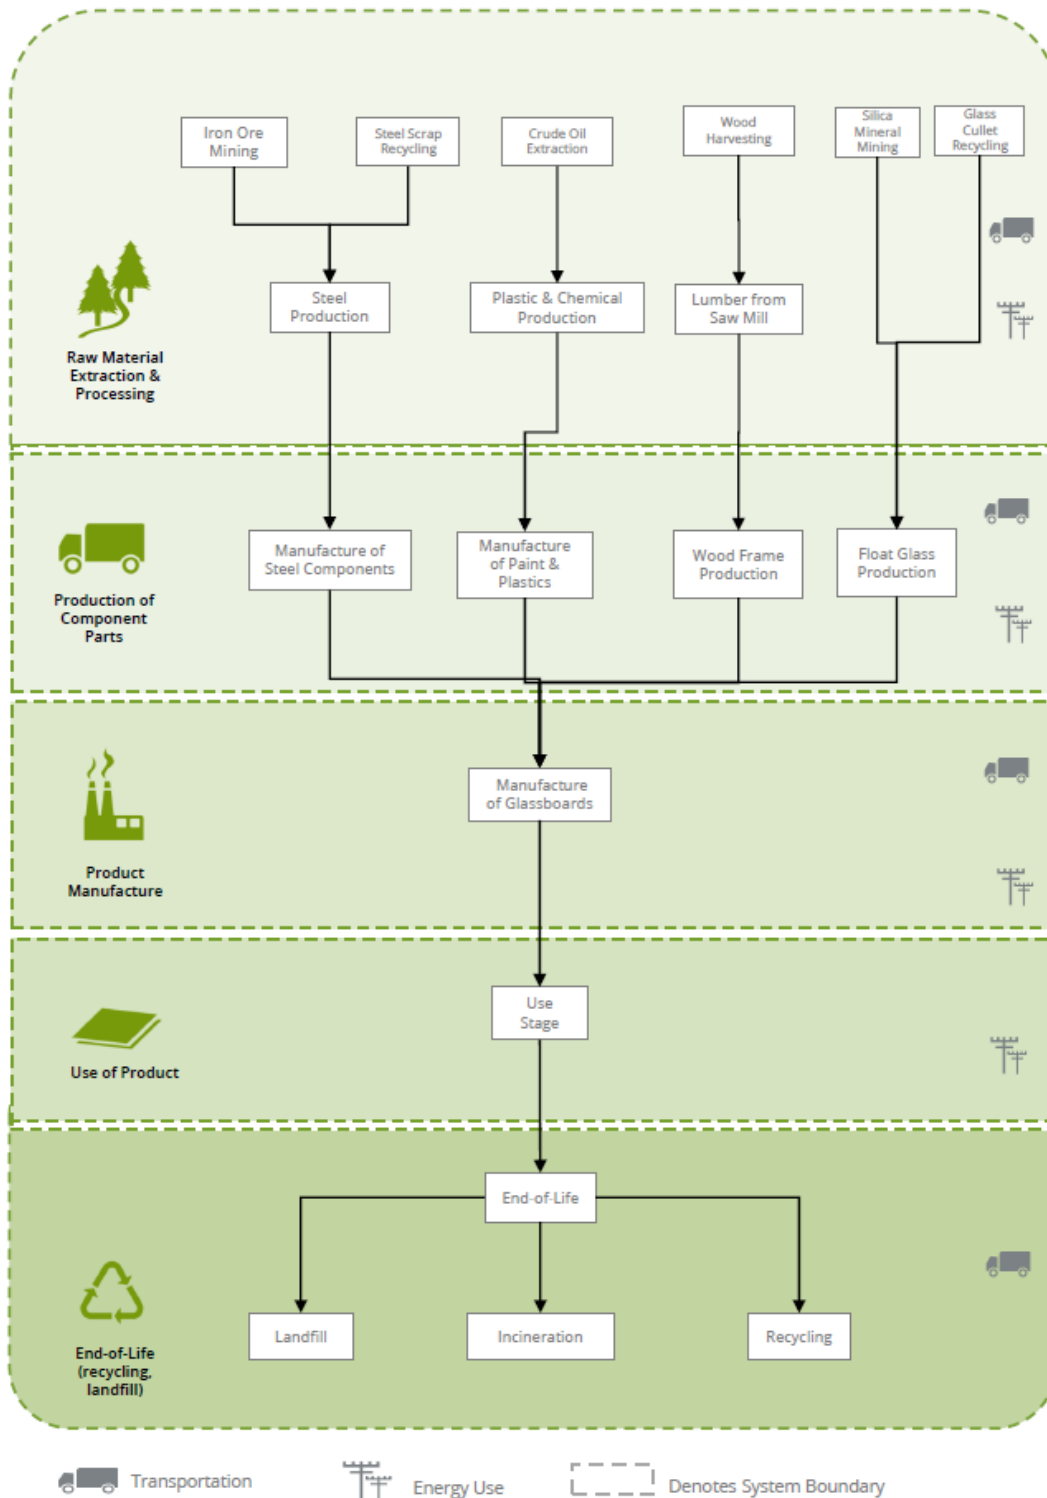 Iron Ore
Mining
Steel Scrap
Recycling
Crude Oil
Extraction
Wood
Harvesting
Silica
Mineral
Mining
Glass
Cullet
Recycling
Steel
Production
Plastic & Chemical
Production
Lumber from
Saw Mill
Raw Material
Extraction &
Processing
Manufacture of
Steel Components
Manufacture
of Paint &
Plastics
Wood Frame
Production
Float Glass
Production
Production of
Component
Parts
Manufacture
of Glassboards
Product
Manufacture
Use
Stage
Use of Product
End-of-Life
Landfill
Incineration
Recycling
End-of-Life
(recycling,
landfill)
Transportation
Energy Use
Denotes System Boundary